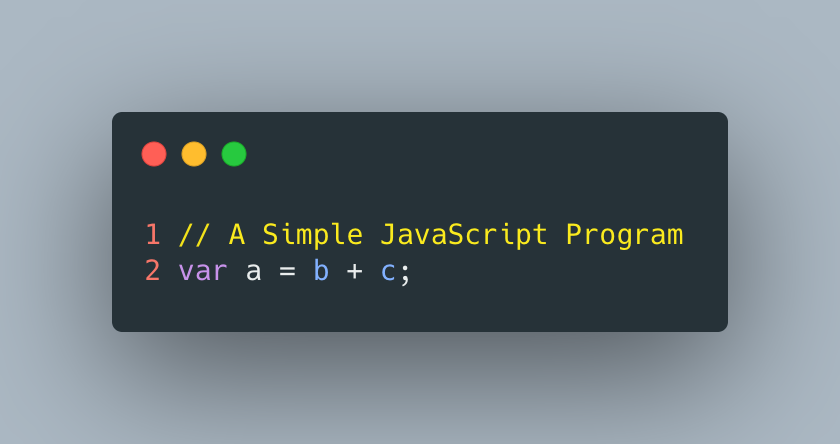 1 // A Simple JavaScript Program
2 var a = b + c;